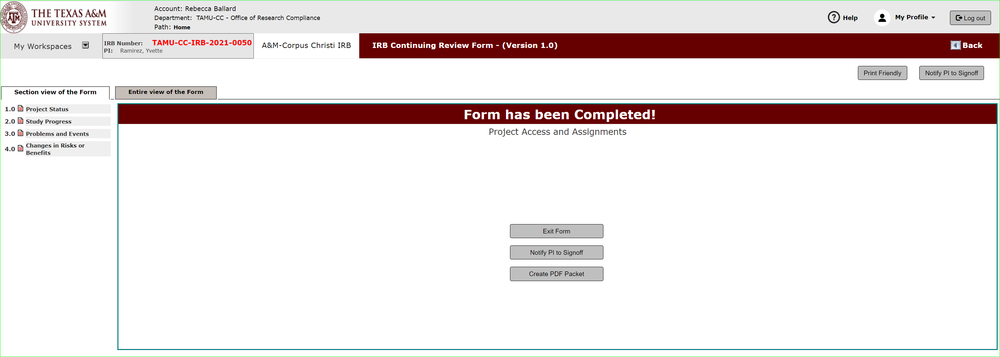 THE TEXAS A&M
UNIVERSITY SYSTEM
Account: Rebecca Ballard
Department: TAMU-CC - Office of Research Compliance
Path: Home
Help
My Profile
Log out
My Workspaces
IRB Number: TAMU-CC-IRB-2021-0050
PI: Ramirez, Yvette
A&M-Corpus Christi IRB
IRB Continuing Review Form - (Version 1.0)
Back
Print Friendly
Notify PI to Signoff
Section view of the Form
Entire view of the Form
1.0 Project Status
2.0 Study Progress
3.0 Problems and Events
4.0 Changes in Risks or
Benefits
Form has been Completed!
Project Access and Assignments
Exit Form
Notify PI to Signoff
Create PDF Packet